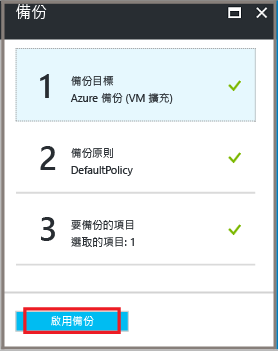 備份
1
備份目標
Azure 備份 (VM 擴充)
2
備份原則
DefaultPolicy
3
要備份的項目
選取的項目: 1
啟用備份